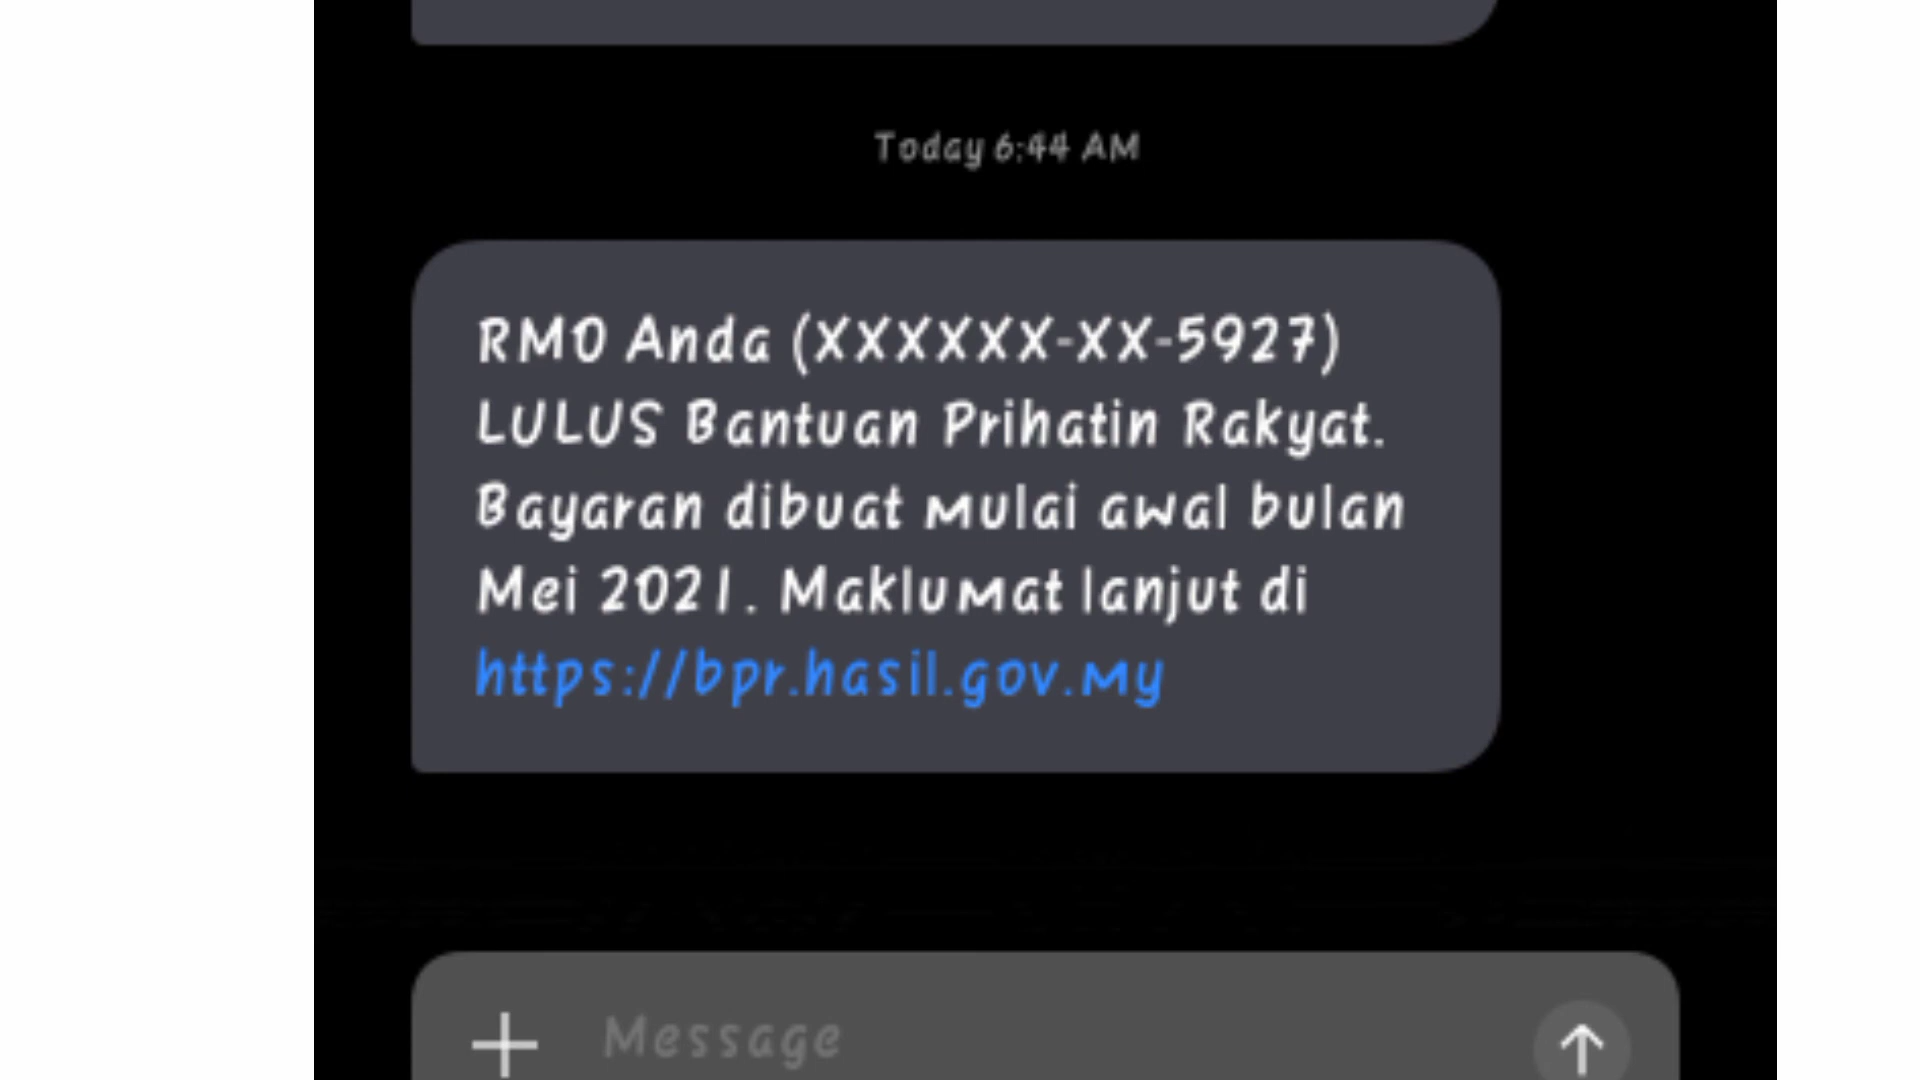 Today 6:44 AM
RM0 Anda (XXXXXX-XX-5927)
LULUS Bantuan Prihatin Rakyat.
Bayaran dibuat mulai awal bulan
Mei 2021. Maklumat lanjut di
https://bpr.hasil.gov.my
Message